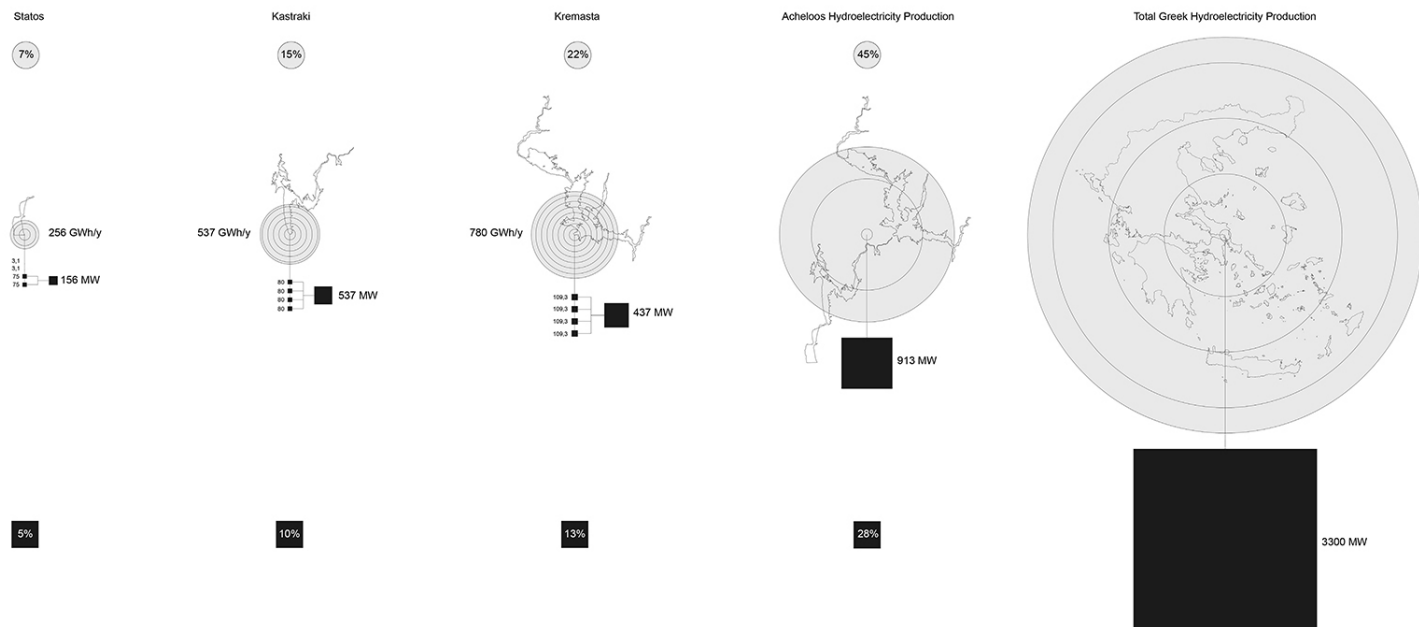 Statos
7%
256 GWh/y
3,1
3,1
75
75
156 MW
5%
Kastraki
15%
537 GWh/y
80
80
80
80
537 MW
10%
Kremasta
22%
780 GWh/y
109,3
109,3
109,3
109,3
437 MW
13%
Acheloos Hydroelectricity Production
45%
913 MW
28%
Total Greek Hydroelectricity Production
3300 MW